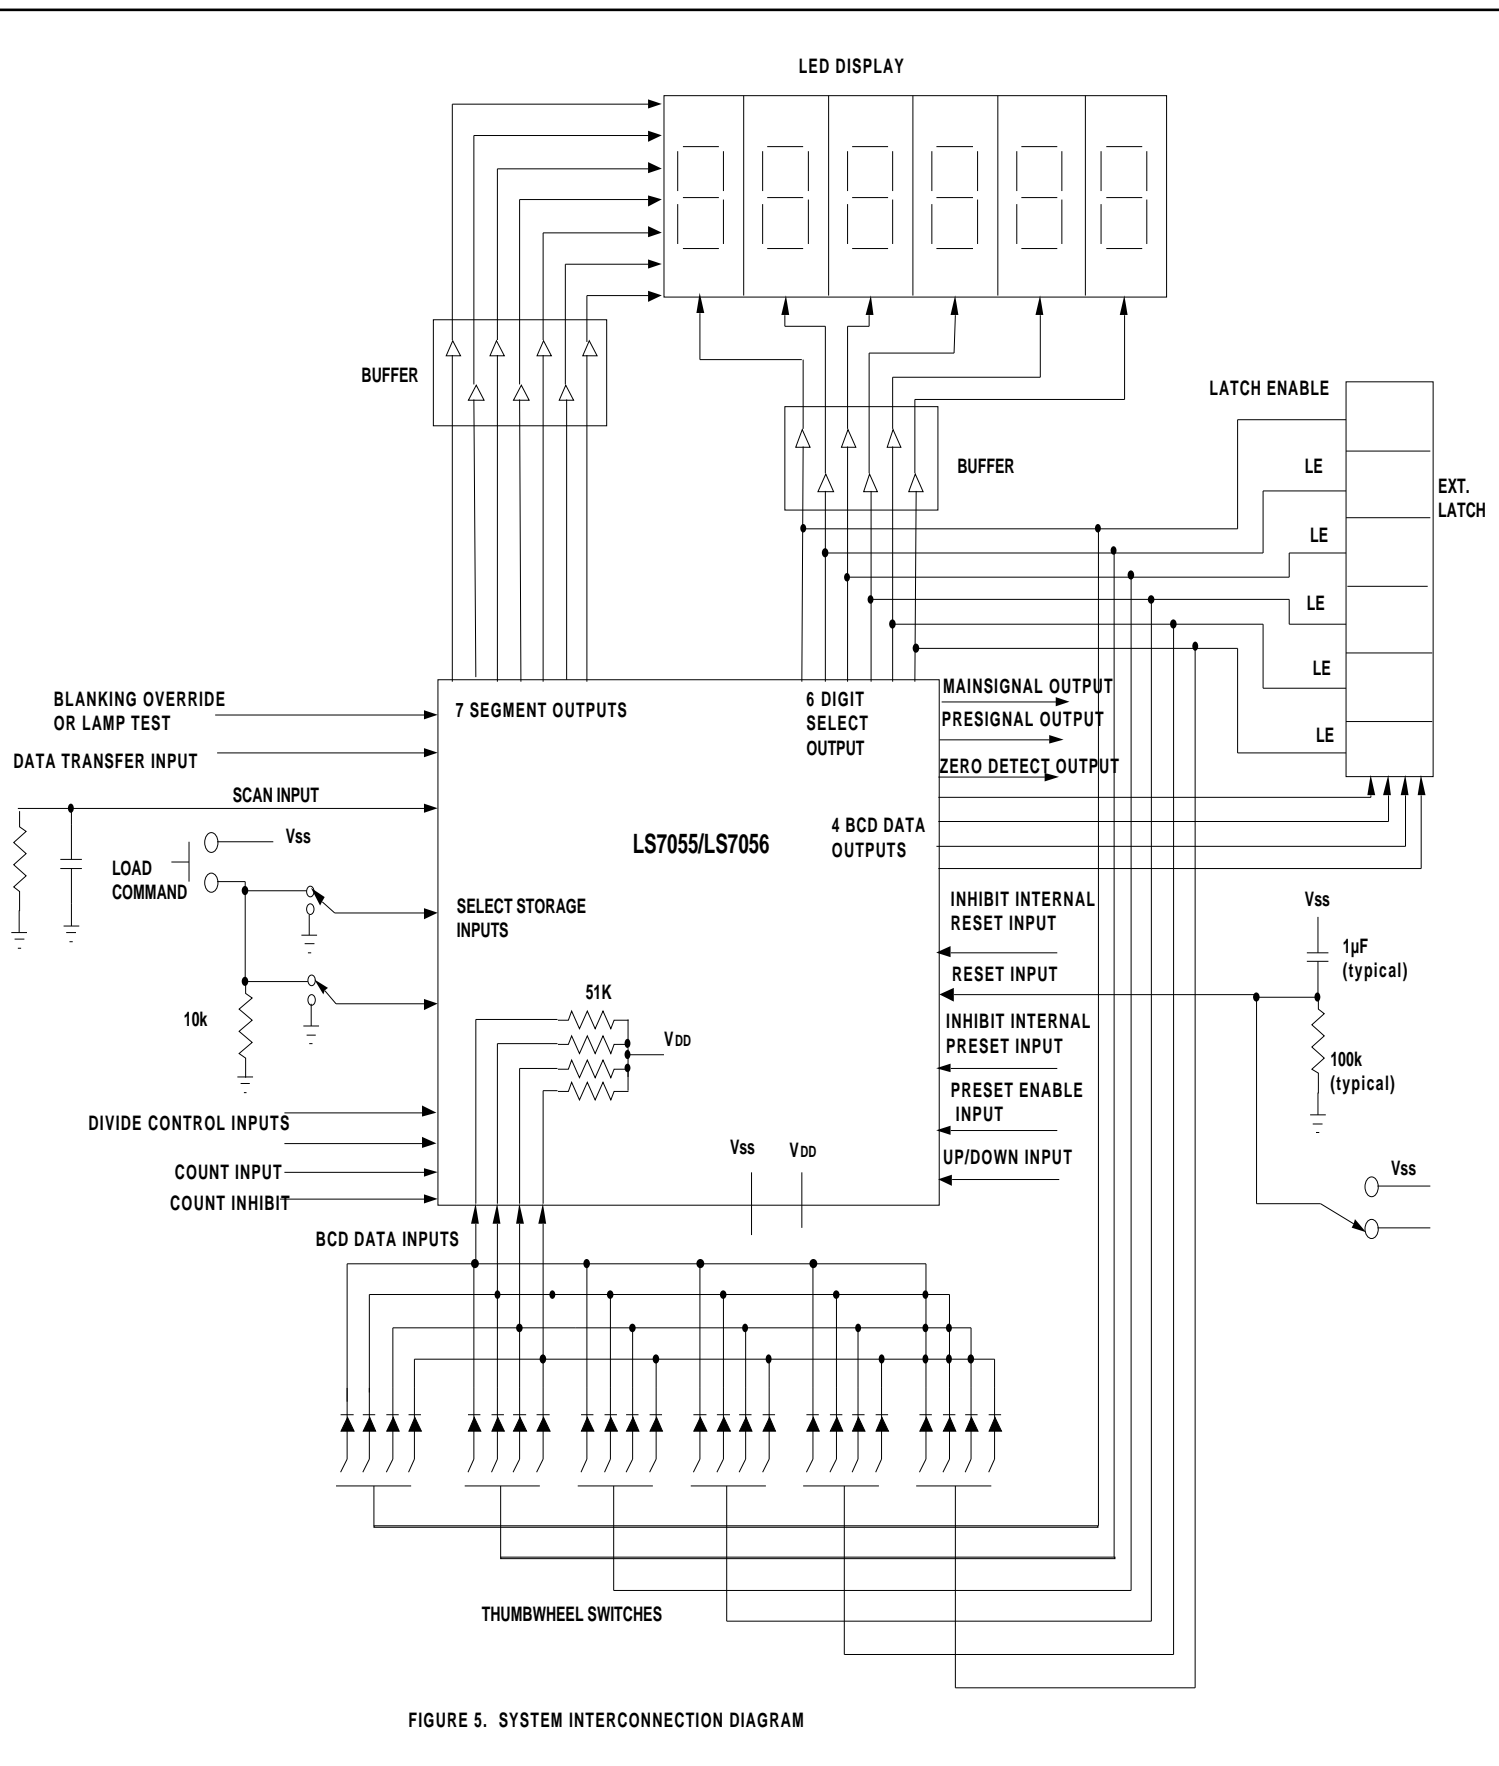 LED DISPLAY
BUFFER
LATCH ENABLE
BUFFER
LE
EXT.
LATCH
LE
LE
LE
LE
BLANKING OVERRIDE
OR LAMP TEST
7 SEGMENT OUTPUTS
6 DIGIT
SELECT
OUTPUT
MAINSIGNAL OUTPUT
PRESIGNAL OUTPUT
DATA TRANSFER INPUT
ZERO DETECT OUTPUT
SCAN INPUT
Vss
LS7055/LS7056
4 BCD DATA
OUTPUTS
LOAD
COMMAND
SELECT STORAGE
INPUTS
INHIBIT INTERNAL
RESET INPUT
Vss
1µF
(typical)
RESET INPUT
51K
10k
INHIBIT INTERNAL
PRESET INPUT
VDD
100k
(typical)
PRESET ENABLE
INPUT
DIVIDE CONTROL INPUTS
Vss
VDD
UP/DOWN INPUT
COUNT INPUT
Vss
COUNT INHIBIT
BCD DATA INPUTS
THUMBWHEEL SWITCHES
FIGURE 5. SYSTEM INTERCONNECTION DIAGRAM